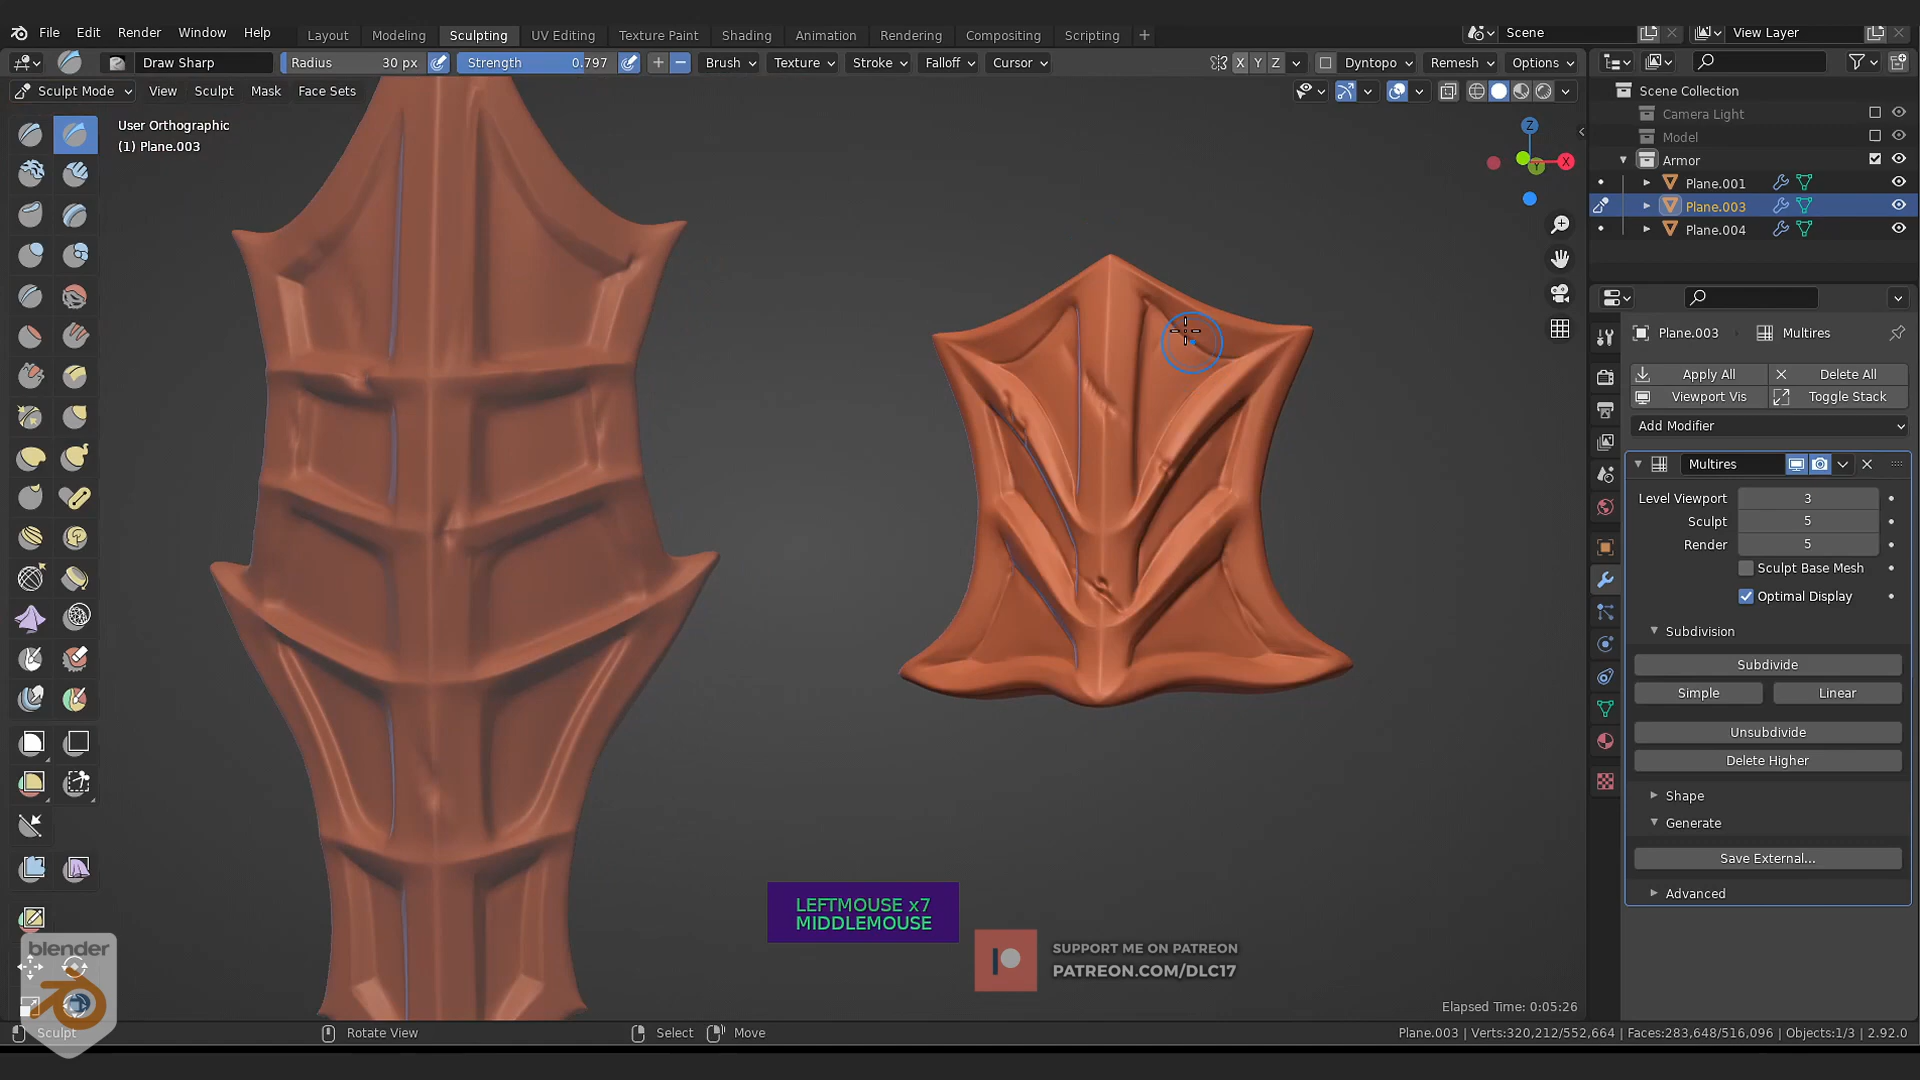 File Edit Render Window Help Layout Modeling Sculpting UV Editing Texture Paint Shading Animation Rendering Compositing Scripting + Scene View Layer
Draw Sharp Radius 30 px Strength 0.797 + − Brush Texture Stroke Falloff Cursor X Y Z Dyntopo Remesh Options
Sculpt Mode View Sculpt Mask Face Sets
User Orthographic
(1) Plane.003
Z
X
Y
Scene Collection
Camera Light
Model
Armor
Plane.001
Plane.003
Plane.004
Plane.003 Multires
Apply All Delete All
Viewport Vis Toggle Stack
Add Modifier
Multires
Level Viewport 3
Sculpt 5
Render 5
Sculpt Base Mesh
Optimal Display
Subdivision
Subdivide
Simple Linear
Unsubdivide
Delete Higher
Shape
Generate
Save External...
Advanced
LEFTMOUSE x7
MIDDLEMOUSE
SUPPORT ME ON PATREON
PATREON.COM/DLC17
blender
Elapsed Time: 0:05:26
Sculpt Rotate View Select Move Plane.003 | Verts:320,212/552,664 | Faces:283,648/516,096 | Objects:1/3 | 2.92.0